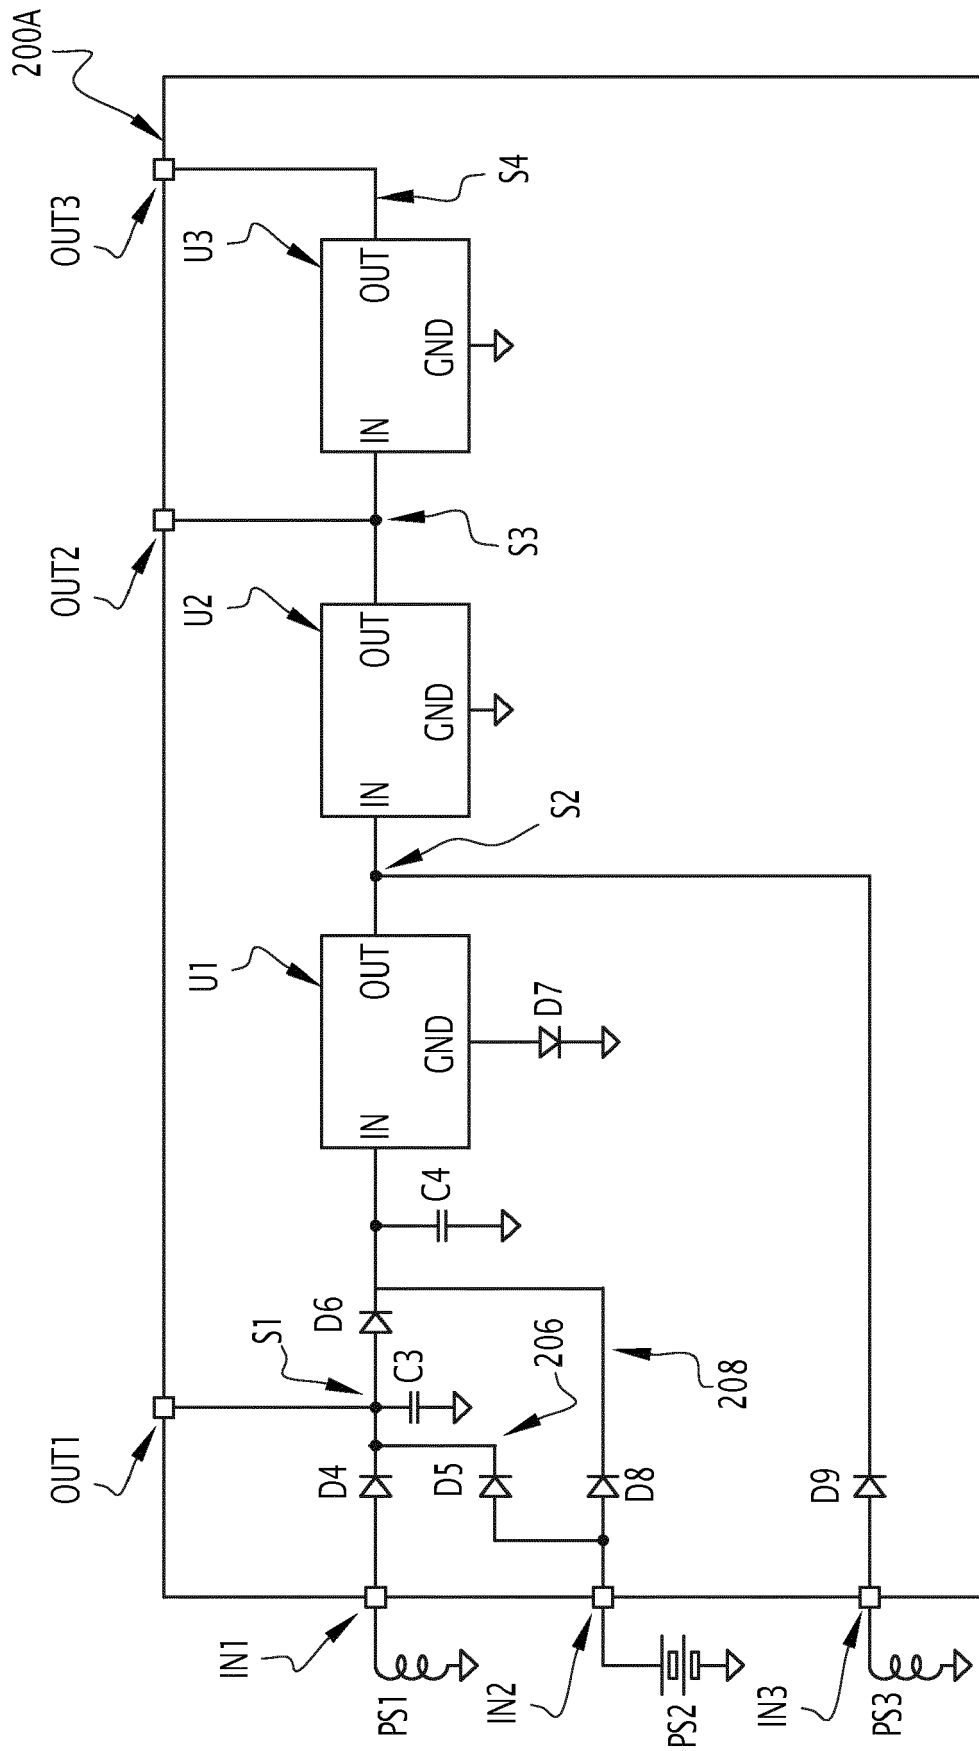 200A
OUT1
OUT2
OUT3
U1
U2
U3
S1
IN
OUT
GND
IN
OUT
GND
IN
OUT
GND
S2
S3
S4
IN1
PS1
D4
C3
D6
C4
D7
D5
206
IN2
PS2
D8
208
IN3
PS3
D9